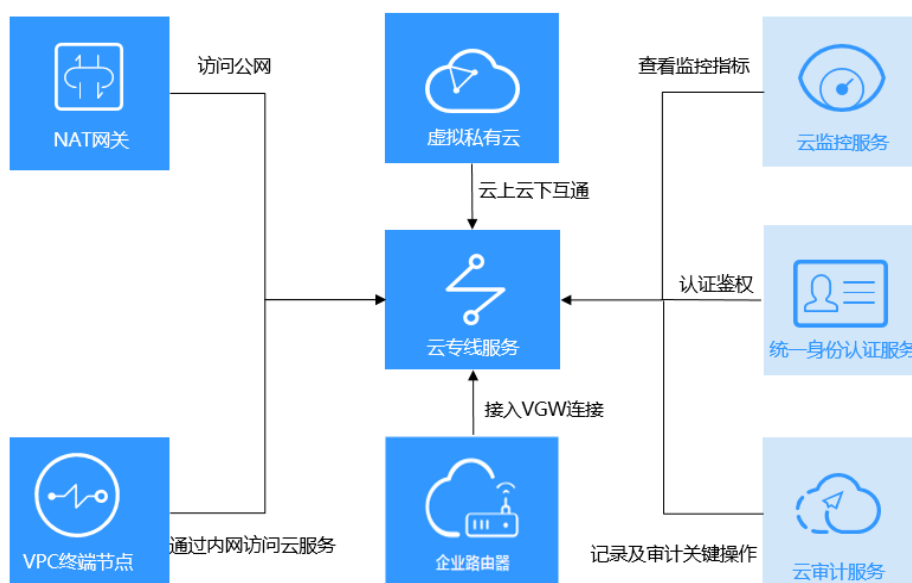 访问公网
NAT网关
虚拟私有云
查看监控指标
云监控服务
云上云下互通
云专线服务
认证鉴权
统一身份认证服务
接入VGW连接
VPC终端节点
通过内网访问云服务
企业路由器
记录及审计关键操作
云审计服务